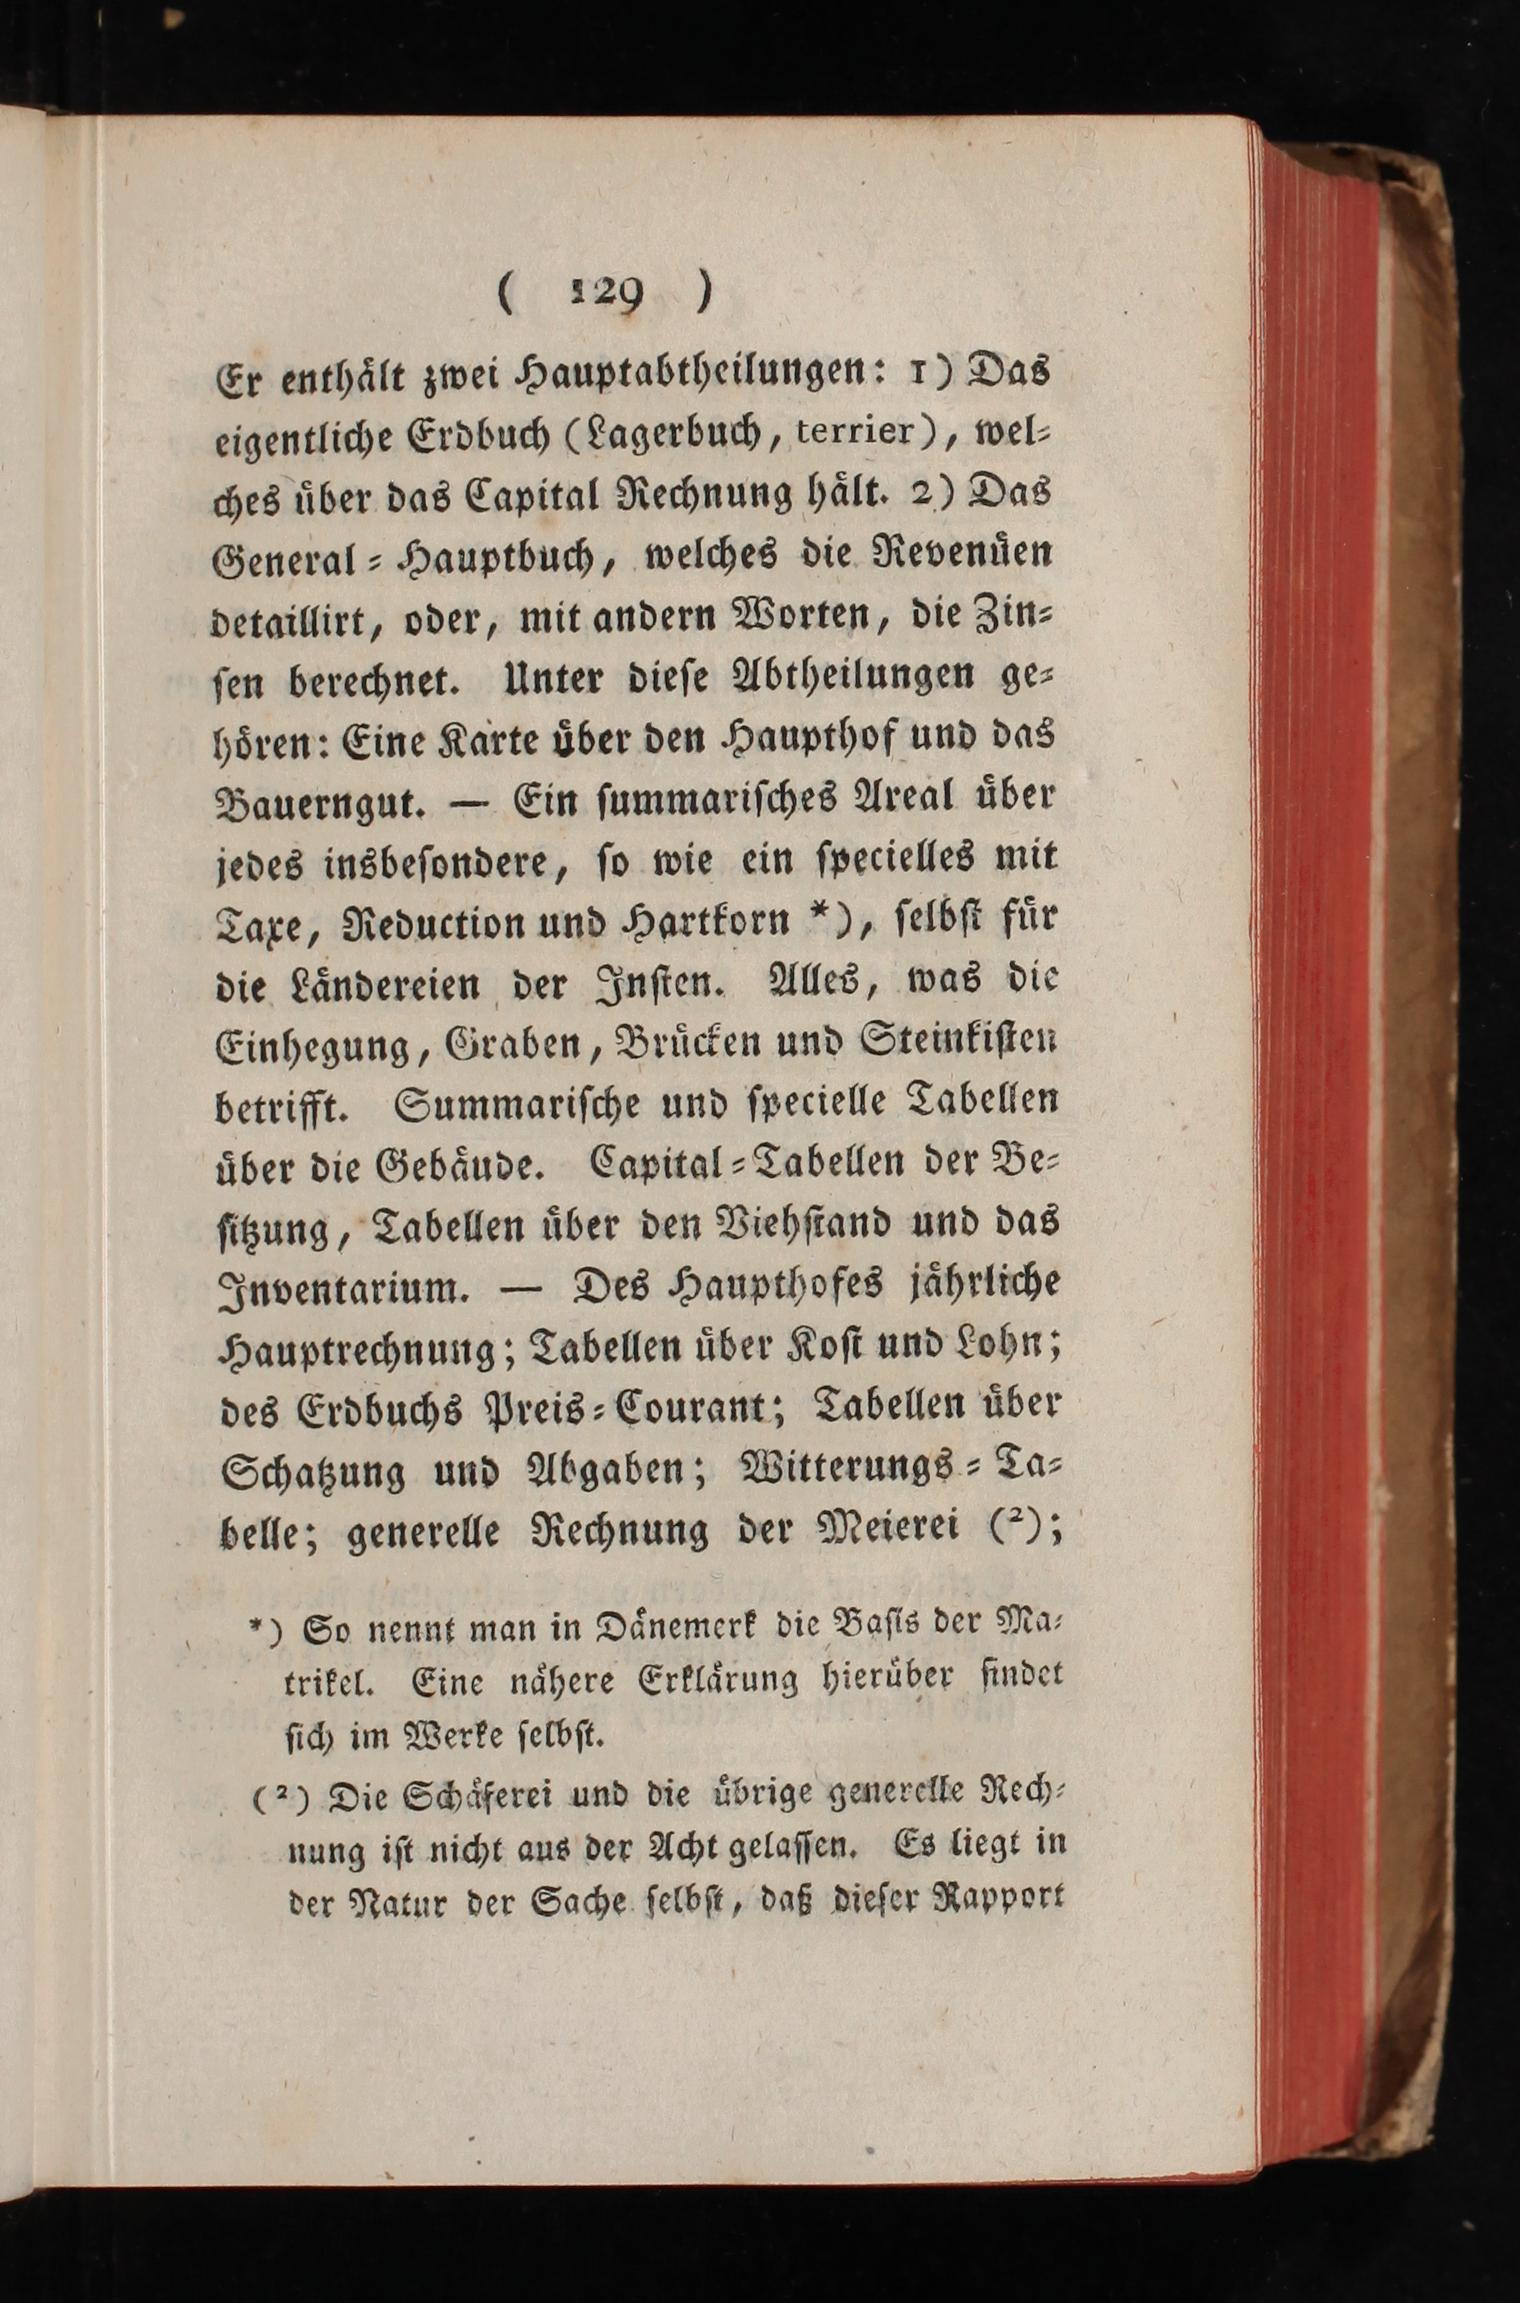 ( 129 )
Er enthält zwei Hauptabtheilungen: 1) Das
eigentliche Erdbuch (Lagerbuch, terrier), wel⸗
ches über das Capital Rechnung hält. 2) Das
General⸗Hauptbuch, welches die Revenüen
detaillirt, oder, mit andern Worten, die Zin⸗
ſen berechnet. Unter dieſe Abtheilungen ge⸗
hören: Eine Karte über den Haupthof und das
Bauerngut. — Ein ſummariſches Areal über
jedes insbeſondere, ſo wie ein ſpecielles mit
Taxe, Reduction und Hartkorn *), ſelbſt für
die Ländereien der Inſten. Alles, was die
Einhegung, Graben, Brücken und Steinkiſten
betrifft. Summariſche und ſpecielle Tabellen
über die Gebäude. Capital⸗Tabellen der Be⸗
ſitzung, Tabellen über den Viehſtand und das
Inventarium. — Des Haupthofes jährliche
Hauptrechnung; Tabellen über Koſt und Lohn;
des Erdbuchs Preis⸗Courant; Tabellen über
Schatzung und Abgaben; Witterungs⸗Ta⸗
belle; generelle Rechnung der Meierei (²);
*) So nennt man in Dänemerk die Baſis der Ma⸗
trikel. Eine nähere Erklärung hierüber findet
ſich im Werke ſelbſt.
(²) Die Schäferei und die übrige generelle Rech⸗
nung iſt nicht aus der Acht gelaſſen. Es liegt in
der Natur der Sache ſelbſt, daß dieſer Rapport